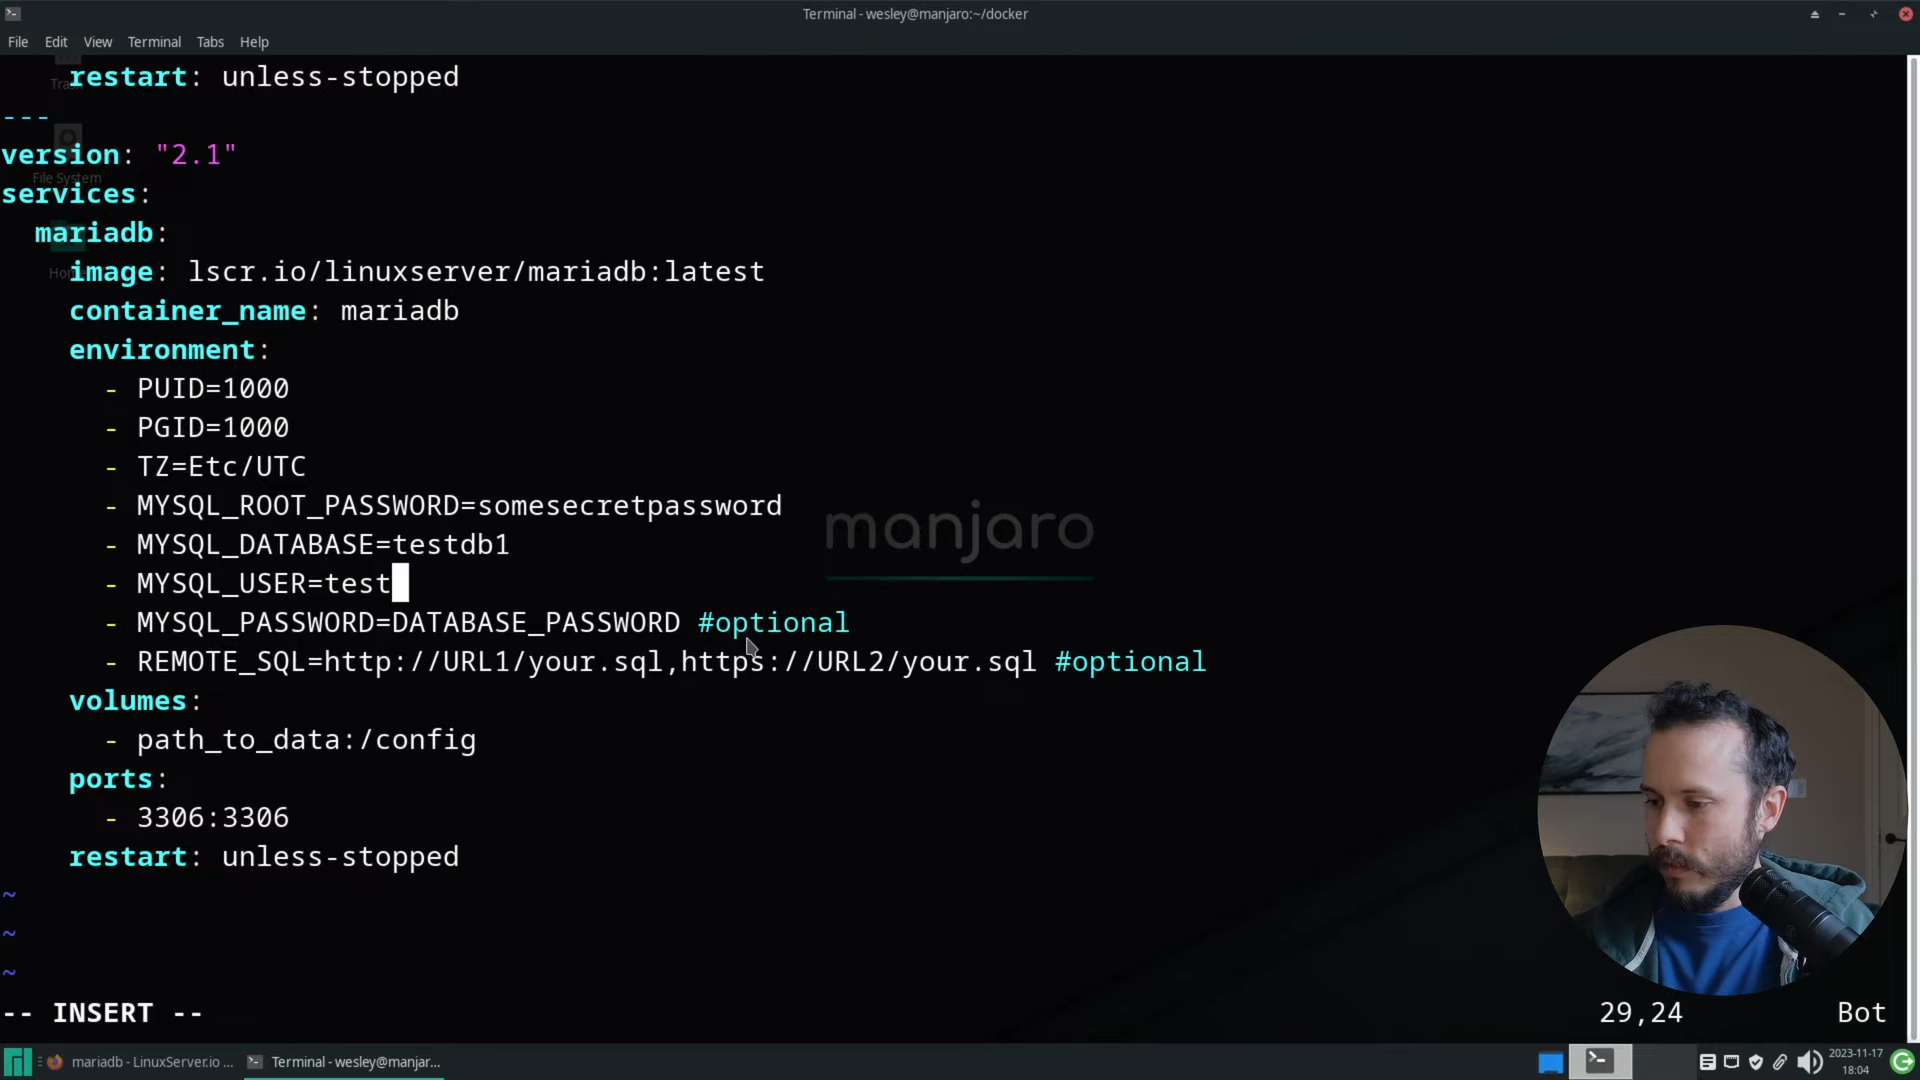 Terminal - wesley@manjaro:~/docker
File Edit View Terminal Tabs Help
Trash
restart: unless-stopped
---
version: "2.1"
File System
services:
mariadb:
Home
image: lscr.io/linuxserver/mariadb:latest
container_name: mariadb
environment:
- PUID=1000
- PGID=1000
- TZ=Etc/UTC
- MYSQL_ROOT_PASSWORD=somesecretpassword
manjaro
- MYSQL_DATABASE=testdb1
- MYSQL_USER=test
- MYSQL_PASSWORD=DATABASE_PASSWORD #optional
- REMOTE_SQL=http://URL1/your.sql,https://URL2/your.sql #optional
volumes:
- path_to_data:/config
ports:
- 3306:3306
restart: unless-stopped
~
~
~
-- INSERT -- 29,24 Bot
mariadb - LinuxServer.io ... Terminal - wesley@manjar... 2023-11-17
18:04